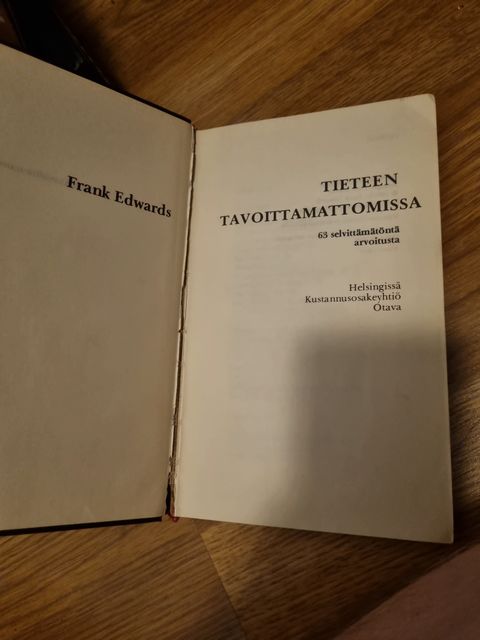 Frank Edwards
TIETEEN
TAVOITTAMATTOMISSA
63 selvittämätöntä
arvoitusta
Helsingissä
Kustannusosakeyhtiö
Otava